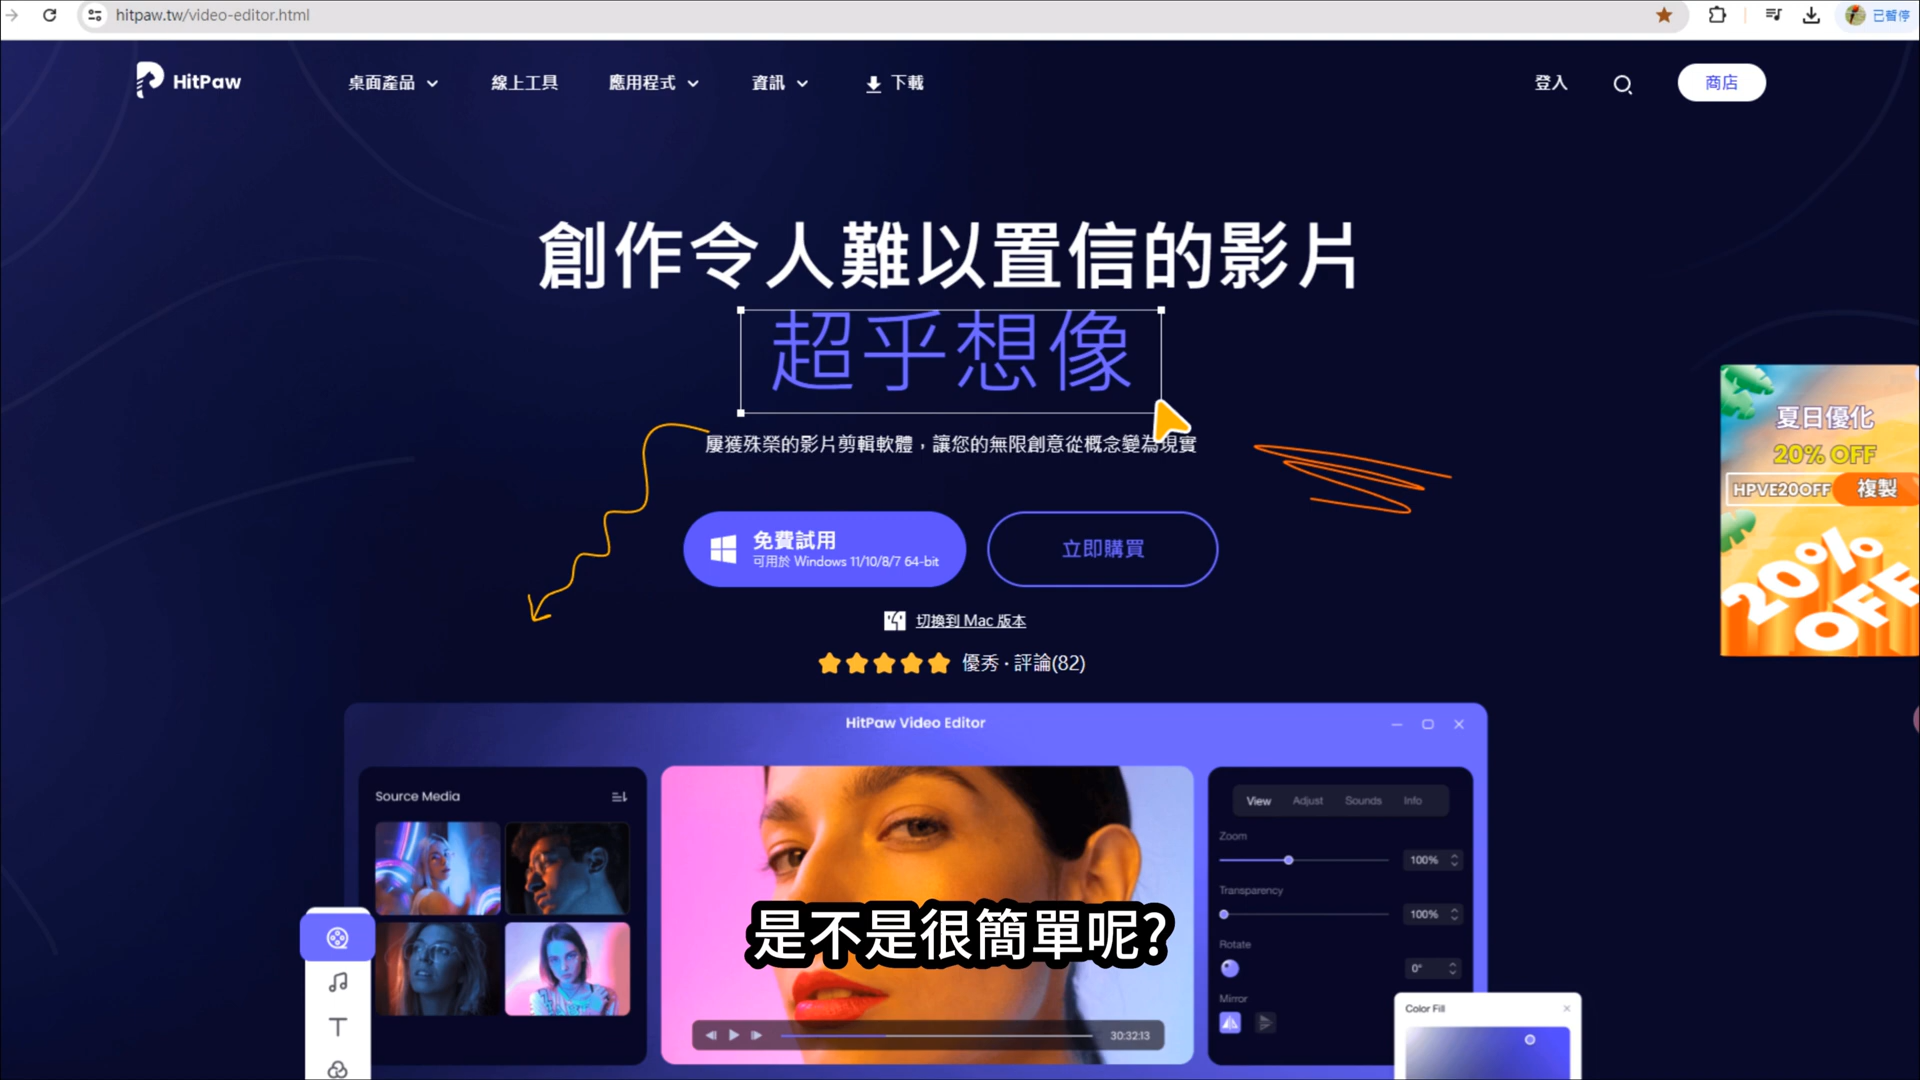 hitpaw.tw/video-editor.html
已暫停
HitPaw
桌面產品
線上工具
應用程式
資訊
下載
登入
商店
創作令人難以置信的影片
超乎想像
屢獲殊榮的影片剪輯軟體，讓您的無限創意從概念變為現實
免費試用
可用於 Windows 11/10/8/7 64-bit
立即購買
切換到 Mac 版本
優秀 · 評論(82)
夏日優化
20% OFF
HPVE20OFF 複製
20%
OFF
HitPaw Video Editor
Source Media
View Adjust Sounds Info
Zoom
100%
Transparency
100%
Rotate
0°
Mirror
是不是很簡單呢?
30:32:13
Color Fill